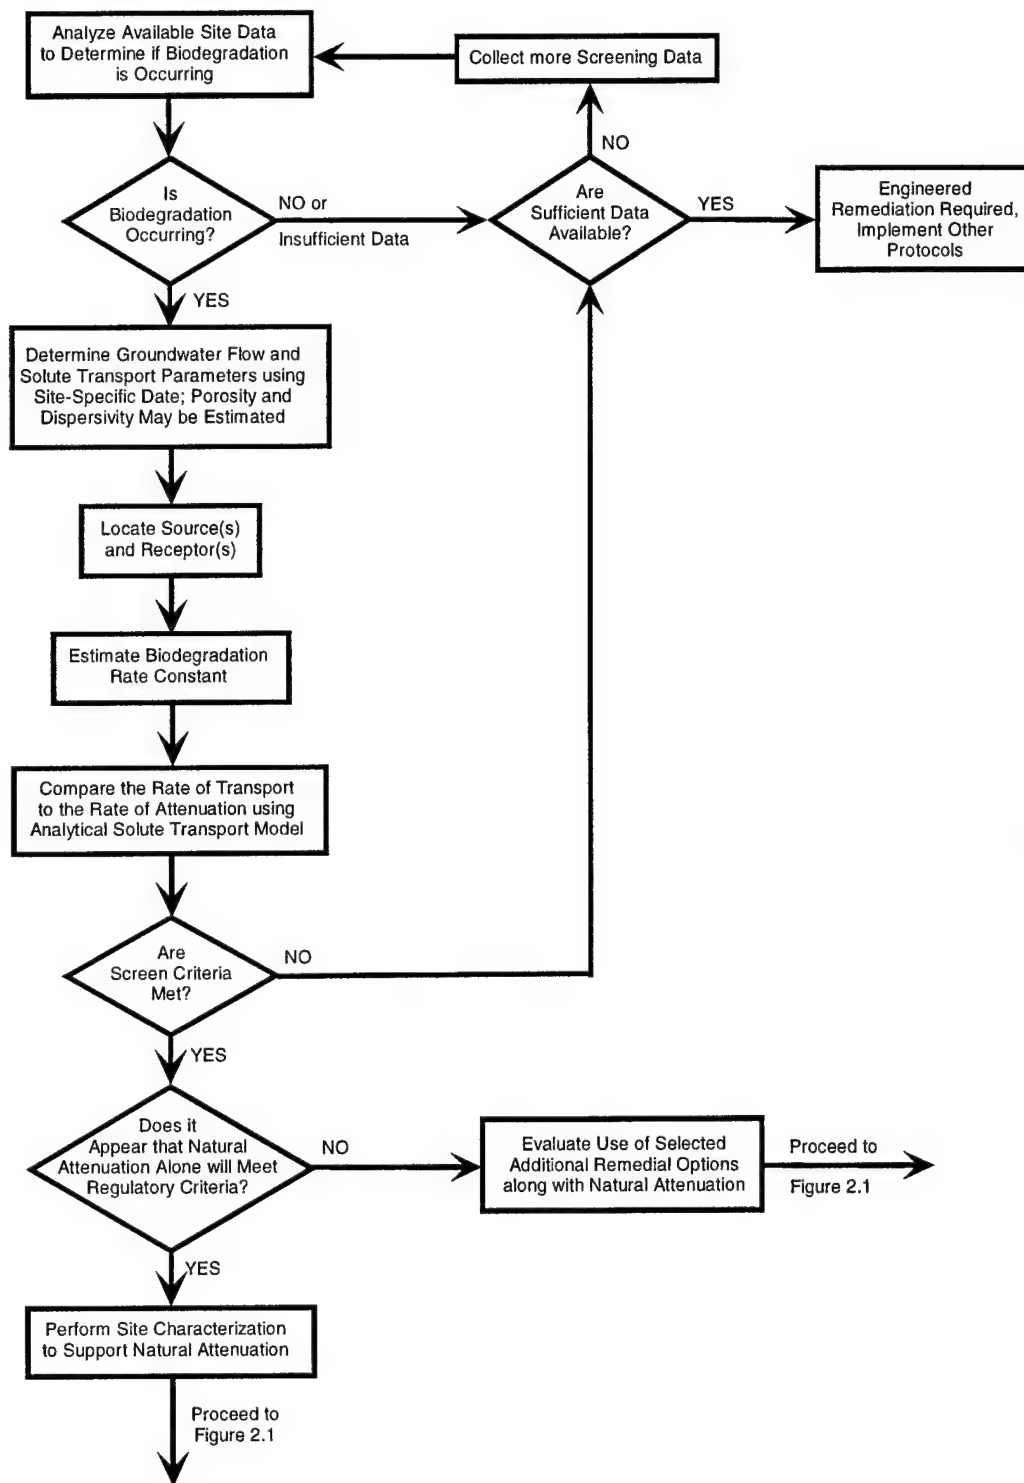 Analyze Available Site Data
to Determine if Biodegradation
is Occurring
Collect more Screening Data
NO
Is
Biodegradation
Occurring?
NO or
Insufficient Data
Are
Sufficient Data
Available?
YES
Engineered
Remediation Required,
Implement Other
Protocols
YES
Determine Groundwater Flow and
Solute Transport Parameters using
Site-Specific Date; Porosity and
Dispersivity May be Estimated
Locate Source(s)
and Receptor(s)
Estimate Biodegradation
Rate Constant
Compare the Rate of Transport
to the Rate of Attenuation using
Analytical Solute Transport Model
Are
Screen Criteria
Met?
NO
YES
Does it
Appear that Natural
Attenuation Alone will Meet
Regulatory Criteria?
NO
Evaluate Use of Selected
Additional Remedial Options
along with Natural Attenuation
Proceed to
Figure 2.1
YES
Perform Site Characterization
to Support Natural Attenuation
Proceed to
Figure 2.1